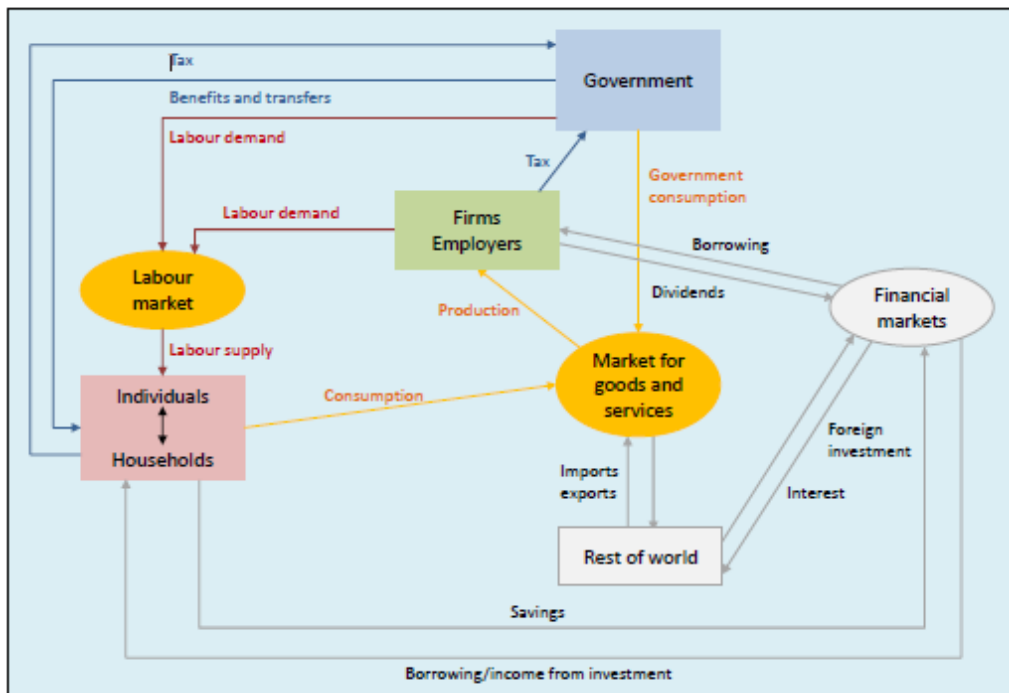 Tax
Government
Benefits and transfers
Labour demand
Tax
Government
consumption
Labour demand
Firms
Employers
Borrowing
Labour
market
Dividends
Financial
markets
Production
Labour supply
Market for
goods and
services
Individuals
Consumption
Households
Foreign
investment
Imports
exports
Interest
Rest of world
Savings
Borrowing/income from investment